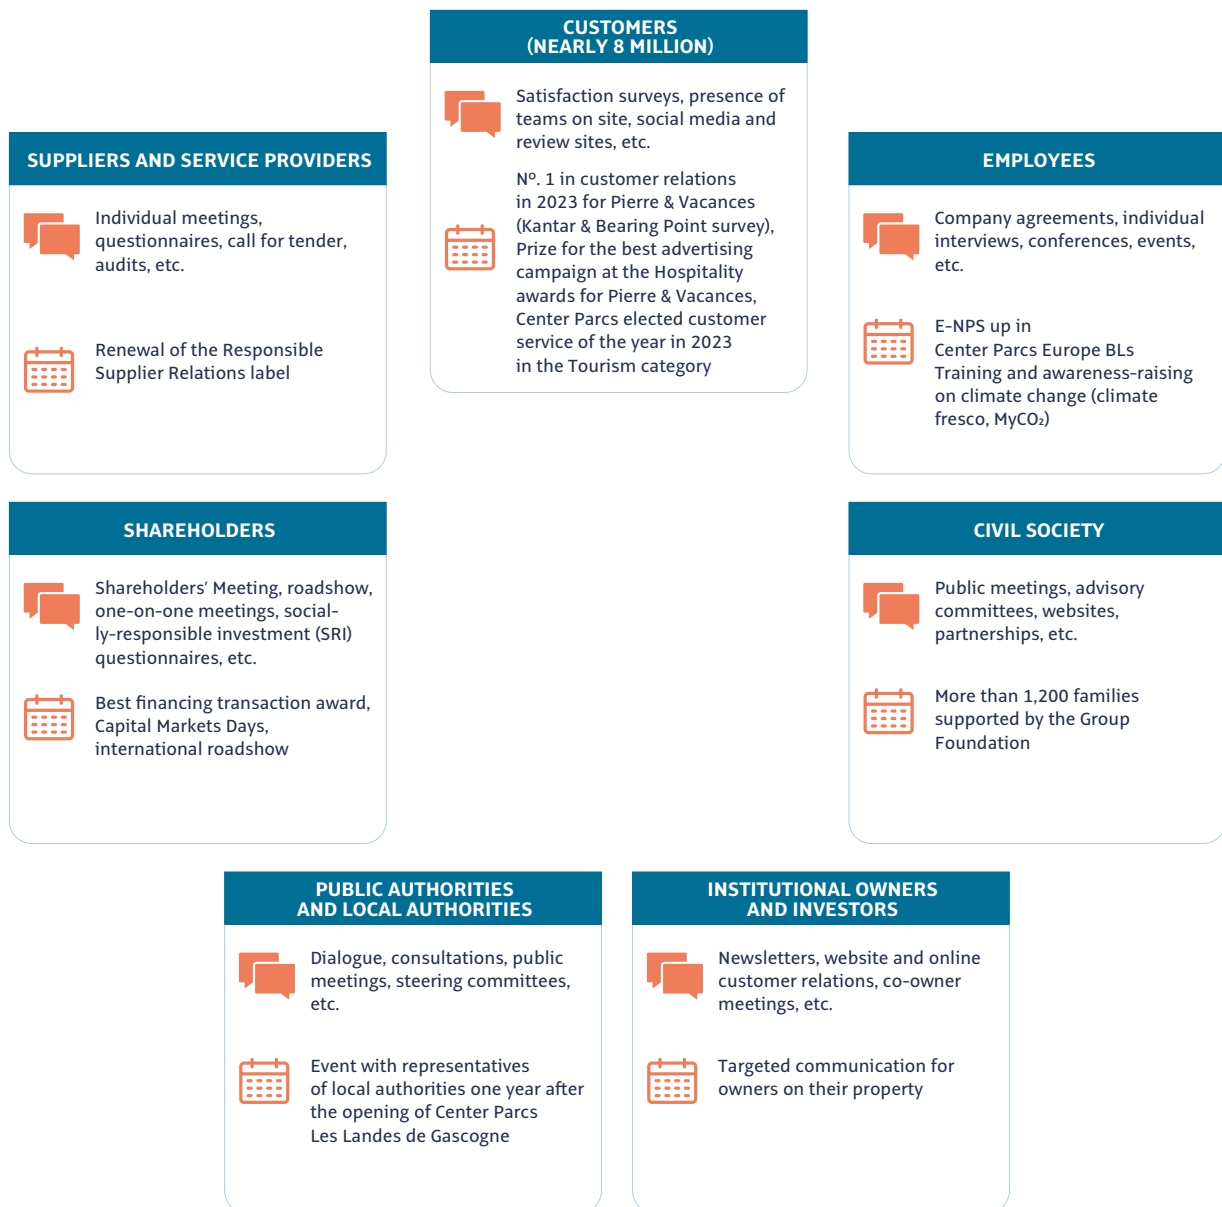 CUSTOMERS
(NEARLY 8 MILLION)
Satisfaction surveys, presence of
teams on site, social media and
review sites, etc.
Nº. 1 in customer relations
in 2023 for Pierre & Vacances
(Kantar & Bearing Point survey),
Prize for the best advertising
campaign at the Hospitality
awards for Pierre & Vacances,
Center Parcs elected customer
service of the year in 2023
in the Tourism category
SUPPLIERS AND SERVICE PROVIDERS
Individual meetings,
questionnaires, call for tender,
audits, etc.
Renewal of the Responsible
Supplier Relations label
EMPLOYEES
Company agreements, individual
interviews, conferences, events,
etc.
E-NPS up in
Center Parcs Europe BLs
Training and awareness-raising
on climate change (climate
fresco, MyCO₂)
SHAREHOLDERS
Shareholders' Meeting, roadshow,
one-on-one meetings, social-
ly-responsible investment (SRI)
questionnaires, etc.
Best financing transaction award,
Capital Markets Days,
international roadshow
CIVIL SOCIETY
Public meetings, advisory
committees, websites,
partnerships, etc.
More than 1,200 families
supported by the Group
Foundation
PUBLIC AUTHORITIES
AND LOCAL AUTHORITIES
Dialogue, consultations, public
meetings, steering committees,
etc.
Event with representatives
of local authorities one year after
the opening of Center Parcs
Les Landes de Gascogne
INSTITUTIONAL OWNERS
AND INVESTORS
Newsletters, website and online
customer relations, co-owner
meetings, etc.
Targeted communication for
owners on their property